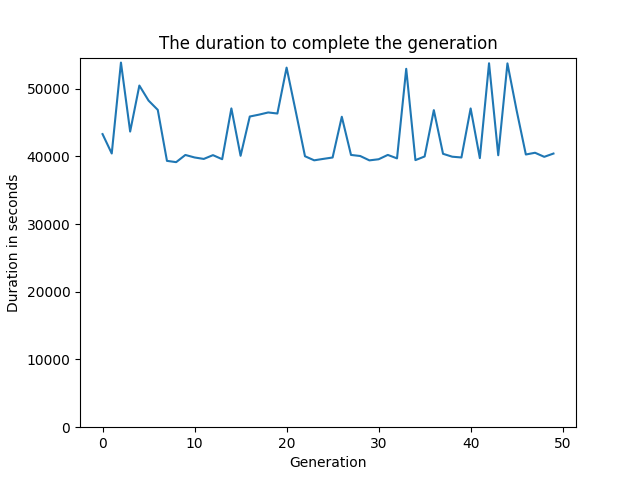 The duration to complete the generation
Duration in seconds
50000
40000
30000
20000
10000
0
0 10 20 30 40 50
Generation